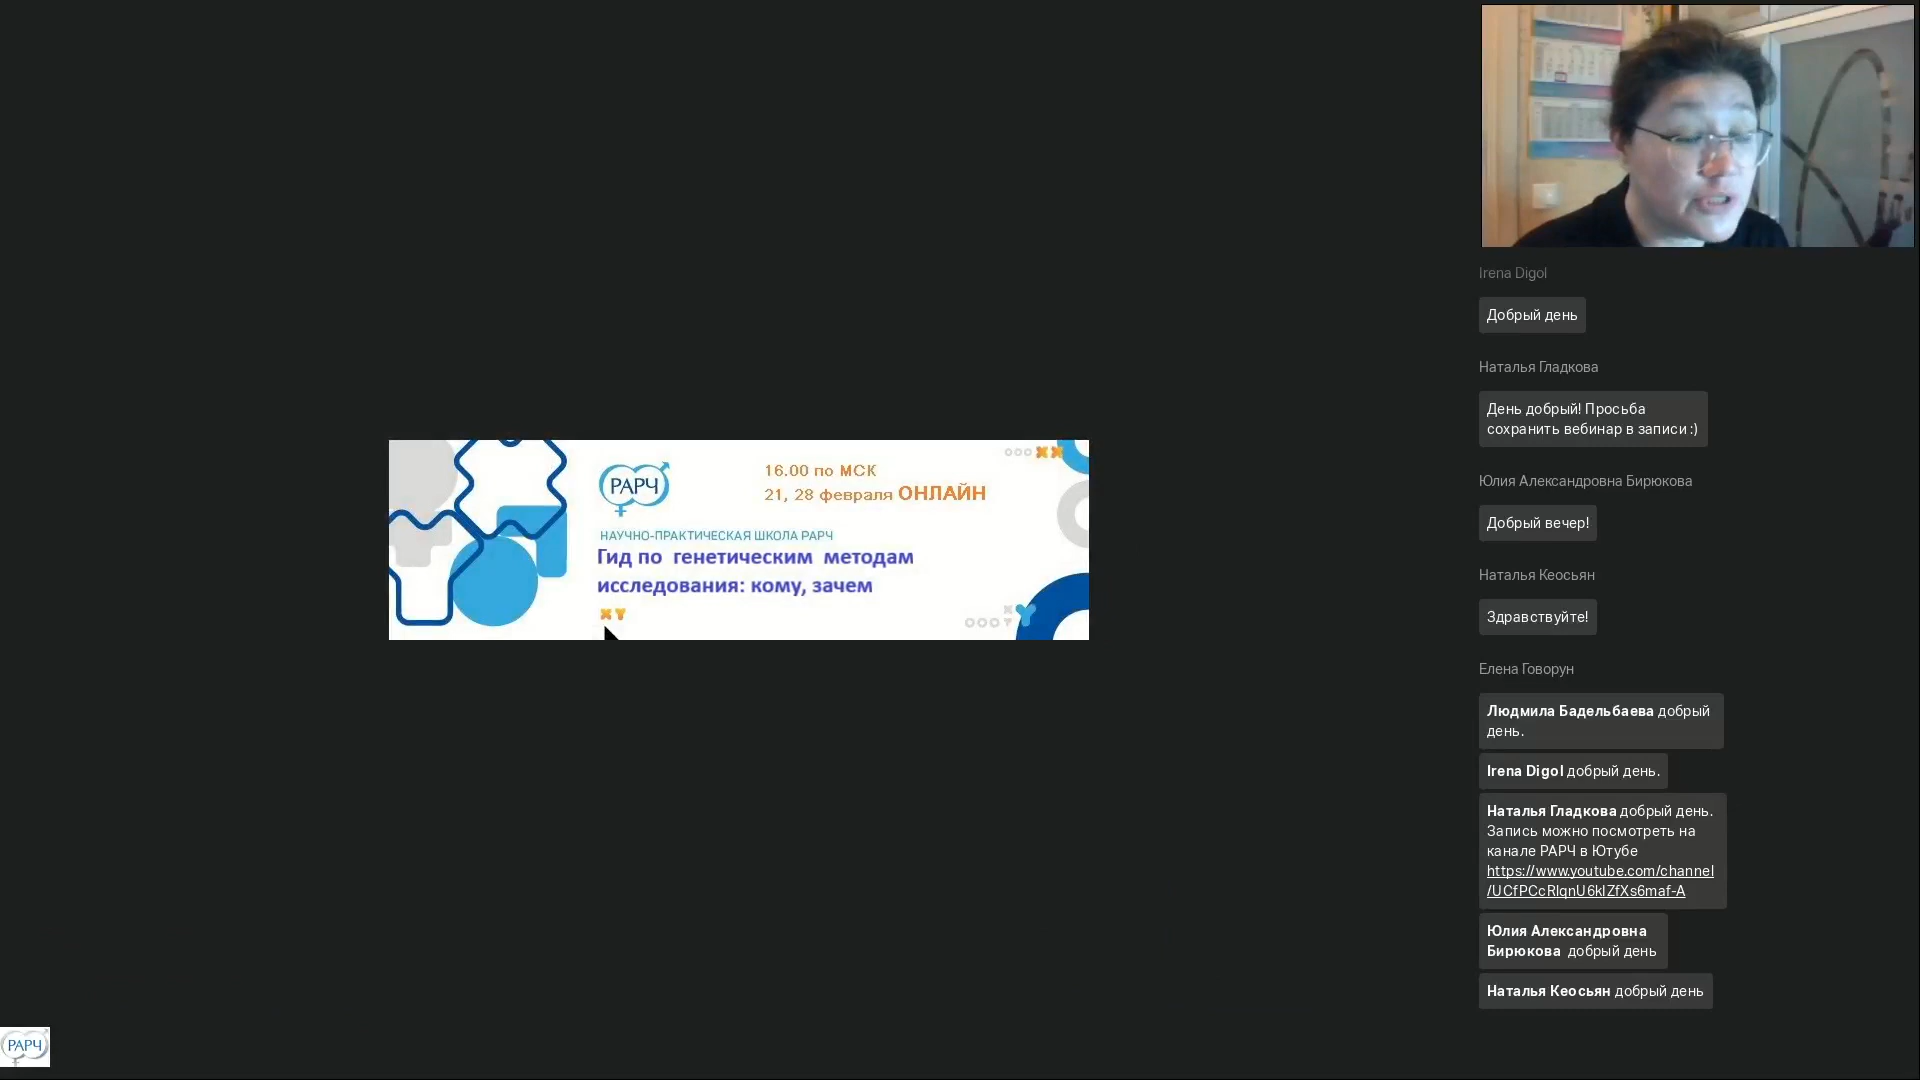 16.00 по МСК
21, 28 февраля ОНЛАЙН
РАРЧ
НАУЧНО-ПРАКТИЧЕСКАЯ ШКОЛА РАРЧ
Гид по генетическим методам
исследования: кому, зачем
Irena Digol
Добрый день
Наталья Гладкова
День добрый! Просьба
сохранить вебинар в записи :)
Юлия Александровна Бирюкова
Добрый вечер!
Наталья Кеосьян
Здравствуйте!
Елена Говорун
Людмила Бадельбаева добрый
день.
Irena Digol добрый день.
Наталья Гладкова добрый день.
Запись можно посмотреть на
канале РАРЧ в Ютубе
https://www.youtube.com/channel
/UCfPCcRlqnU6klZfXs6maf-A
Юлия Александровна
Бирюкова добрый день
Наталья Кеосьян добрый день
РАРЧ